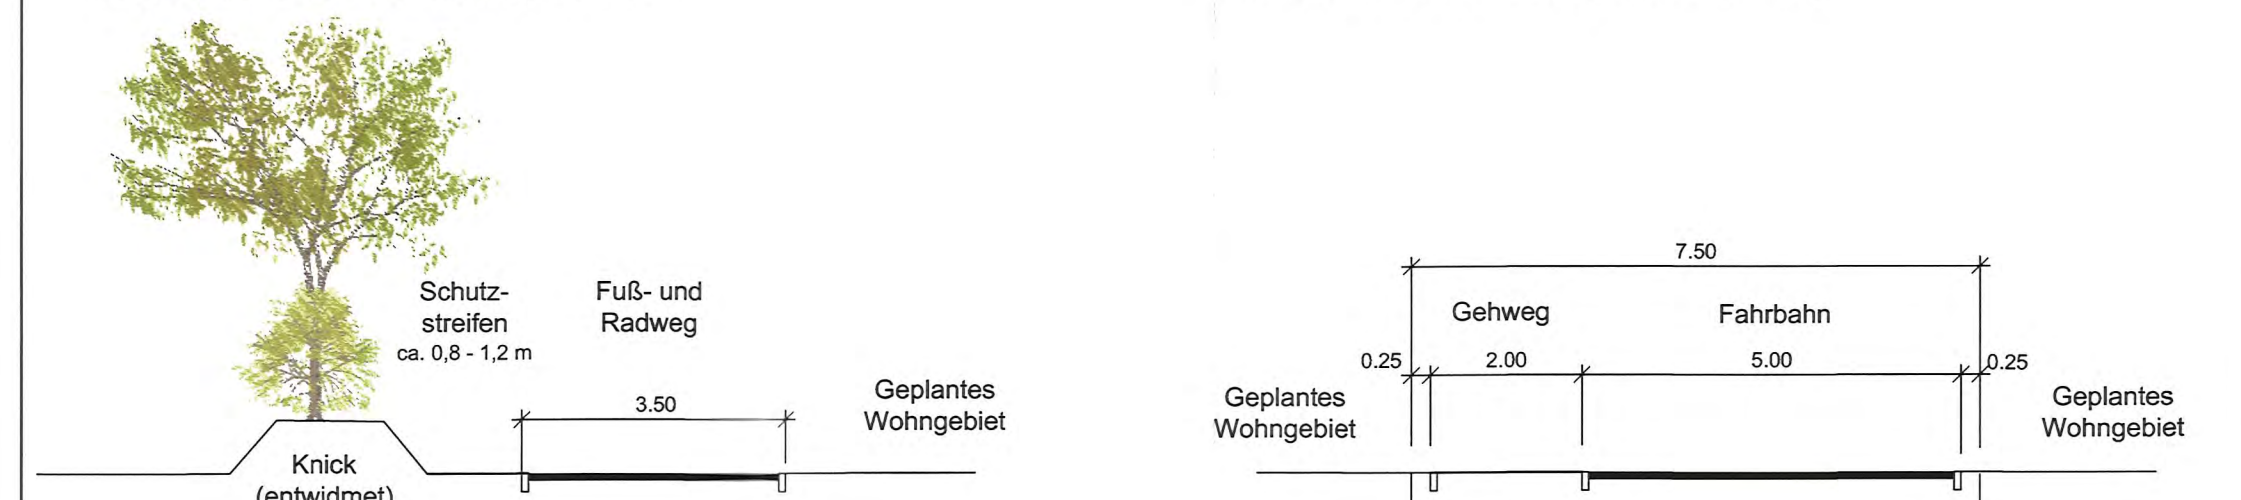 Schutz-
streifen
ca. 0,8 - 1,2 m
Fuß- und
Radweg
3.50
Geplantes
Wohngebiet
Knick
(entwidmet)
7.50
Gehweg
Fahrbahn
0.25
2.00
5.00
0.25
Geplantes
Wohngebiet
Geplantes
Wohngebiet